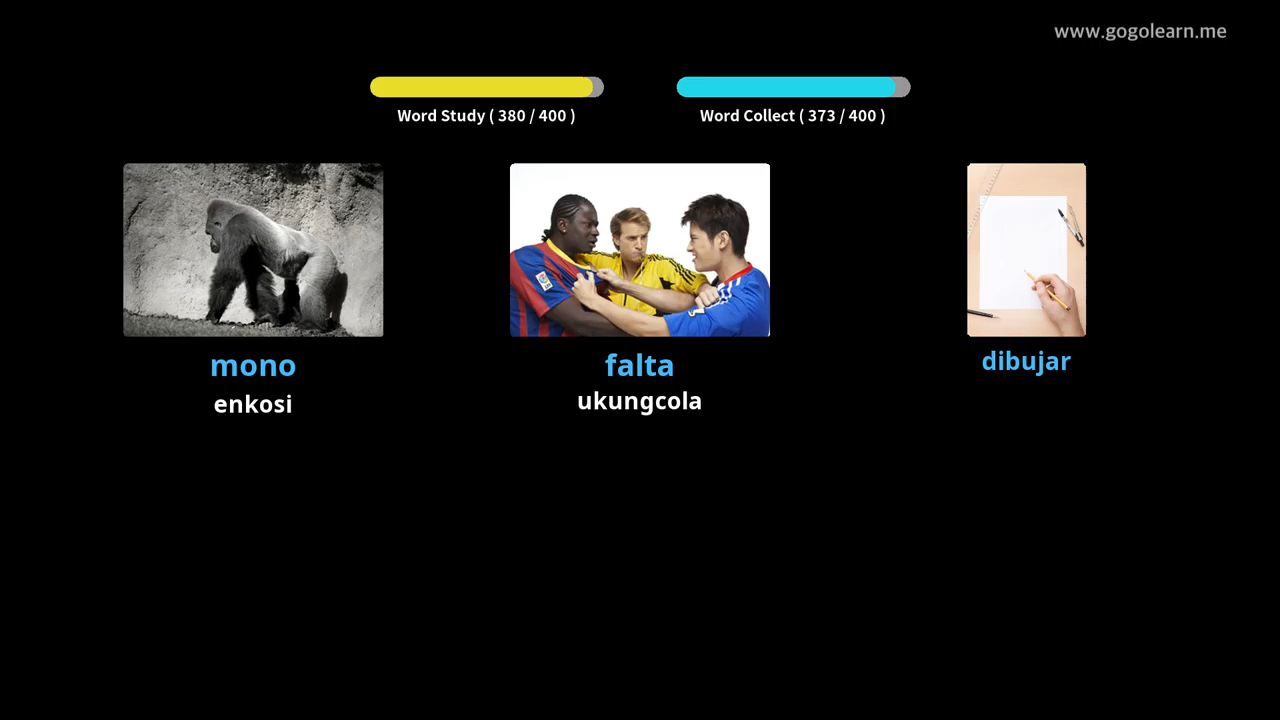 www.gogolearn.me
Word Study ( 380 / 400 )
Word Collect ( 373 / 400 )
mono
falta
dibujar
enkosi
ukungcola